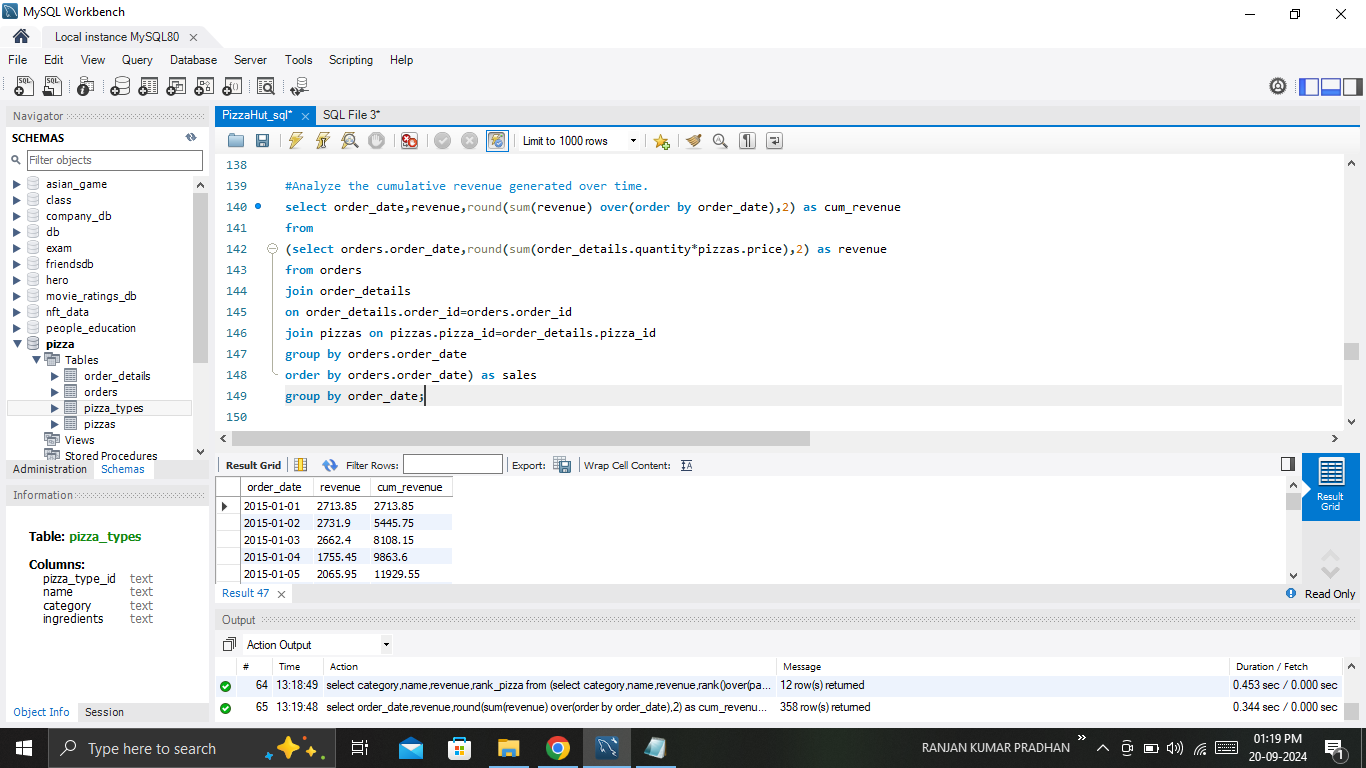 MySQL Workbench
Local instance MySQL80
File Edit View Query Database Server Tools Scripting Help
Navigator
SCHEMAS
Filter objects
asian_game
class
company_db
db
exam
friendsdb
hero
movie_ratings_db
nft_data
people_education
pizza
Tables
order_details
orders
pizza_types
pizzas
Views
Stored Procedures
Administration Schemas
Information
Table: pizza_types
Columns:
pizza_type_id text
name text
category text
ingredients text
Object Info Session
PizzaHut_sql* SQL File 3*
Limit to 1000 rows
138
139 #Analyze the cumulative revenue generated over time.
140 select order_date,revenue,round(sum(revenue) over(order by order_date),2) as cum_revenue
141 from
142 (select orders.order_date,round(sum(order_details.quantity*pizzas.price),2) as revenue
143 from orders
144 join order_details
145 on order_details.order_id=orders.order_id
146 join pizzas on pizzas.pizza_id=order_details.pizza_id
147 group by orders.order_date
148 order by orders.order_date) as sales
149 group by order_date;
150
Result Grid Filter Rows: Export: Wrap Cell Content:
order_date revenue cum_revenue
2015-01-01 2713.85 2713.85
2015-01-02 2731.9 5445.75
2015-01-03 2662.4 8108.15
2015-01-04 1755.45 9863.6
2015-01-05 2065.95 11929.55
Result Grid
Result 47
Read Only
Output
Action Output
# Time Action Message Duration / Fetch
64 13:18:49 select category,name,revenue,rank_pizza from (select category,name,revenue,rank()over(pa... 12 row(s) returned 0.453 sec / 0.000 sec
65 13:19:48 select order_date,revenue,round(sum(revenue) over(order by order_date),2) as cum_revenu... 358 row(s) returned 0.344 sec / 0.000 sec
Type here to search
RANJAN KUMAR PRADHAN
01:19 PM
20-09-2024
1